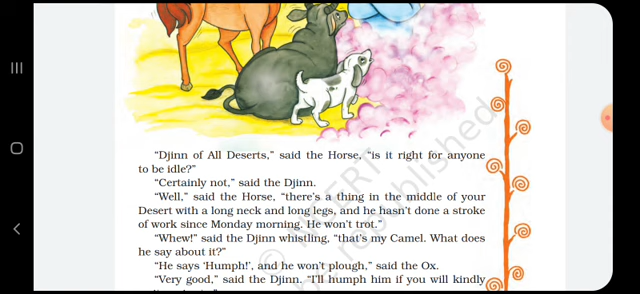 “Djinn of All Deserts,” said the Horse, “is it right for anyone
to be idle?”
“Certainly not,” said the Djinn.
“Well,” said the Horse, “there’s a thing in the middle of your
Desert with a long neck and long legs, and he hasn’t done a stroke
of work since Monday morning. He won’t trot.”
“Whew!” said the Djinn whistling, “that’s my Camel. What does
he say about it?”
“He says ‘Humph!’, and he won’t plough,” said the Ox.
“Very good,” said the Djinn. “I’ll humph him if you will kindly
© NCERT
republished